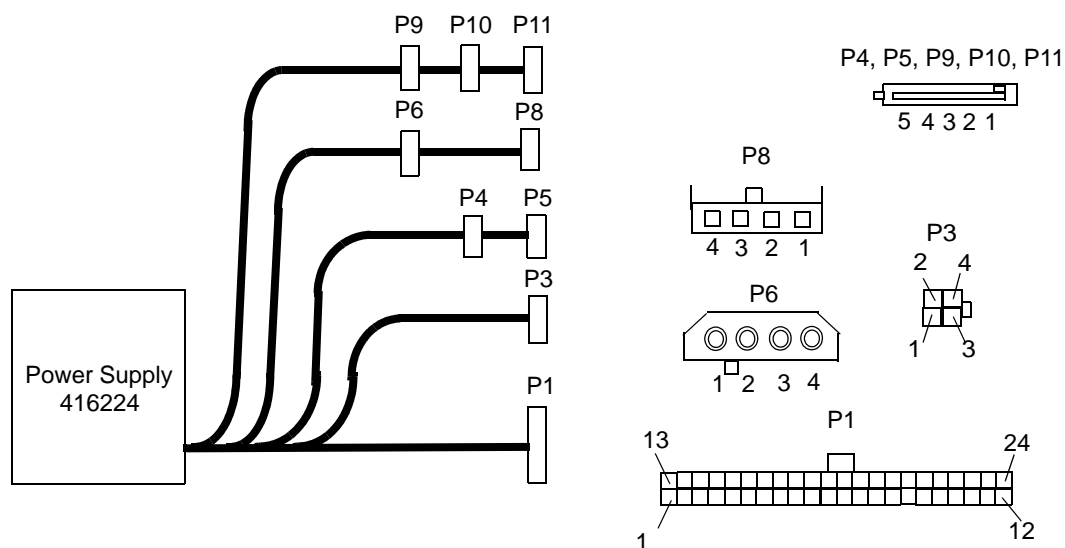 P9 P10 P11
P6 P8
P4 P5
P3
P1
Power Supply
416224
P4, P5, P9, P10, P11
5 4 3 2 1
P8
4 3 2 1
P3
2 4
1 3
P6
1 2 3 4
P1
13 24
1 12